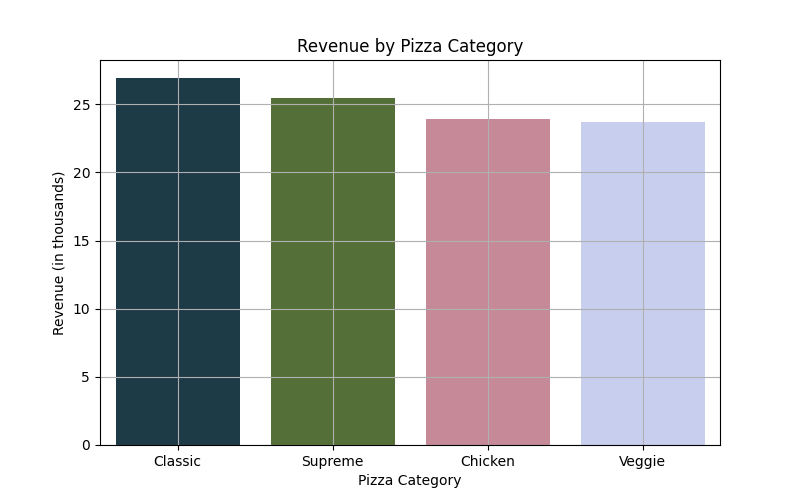 Revenue by Pizza Category
Revenue (in thousands)
25
20
15
10
5
0
Classic Supreme Chicken Veggie
Pizza Category